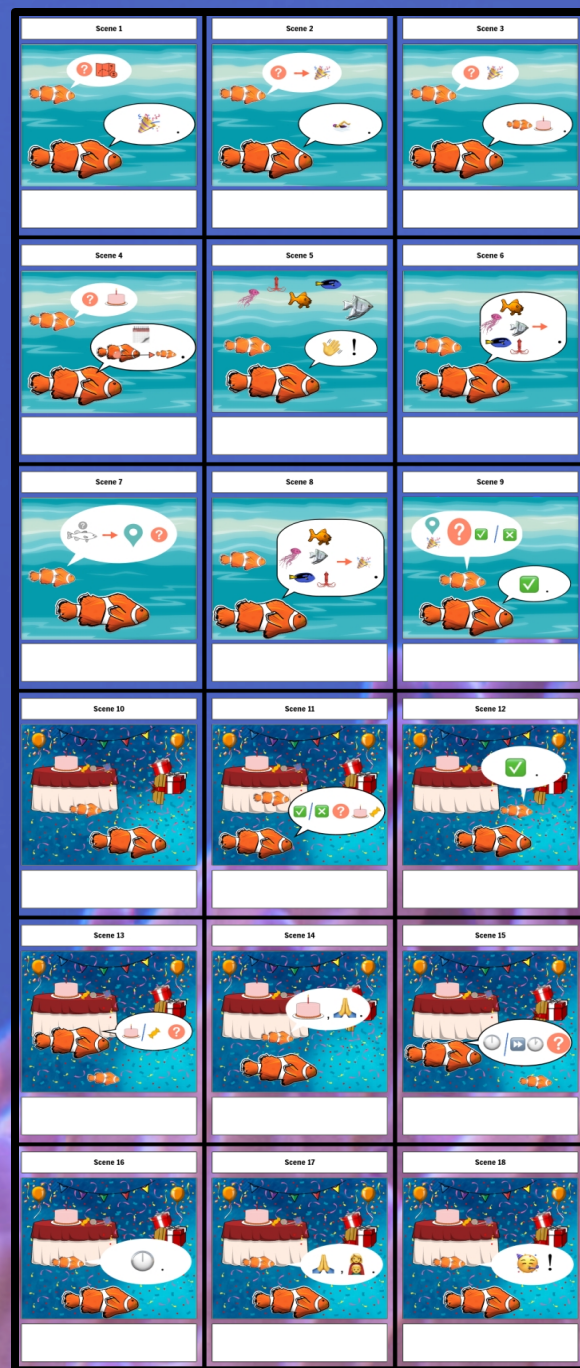 Scene 1
Scene 2
Scene 3
?
.
? →
.
?
.
Scene 4
Scene 5
Scene 6
?
→ .
!
→
.
Scene 7
Scene 8
Scene 9
? → ?
→
.
? /
.
Scene 10
Scene 11
Scene 12
/ ?
.
Scene 13
Scene 14
Scene 15
/ ?
,
/ ?
Scene 16
Scene 17
Scene 18
.
.
!